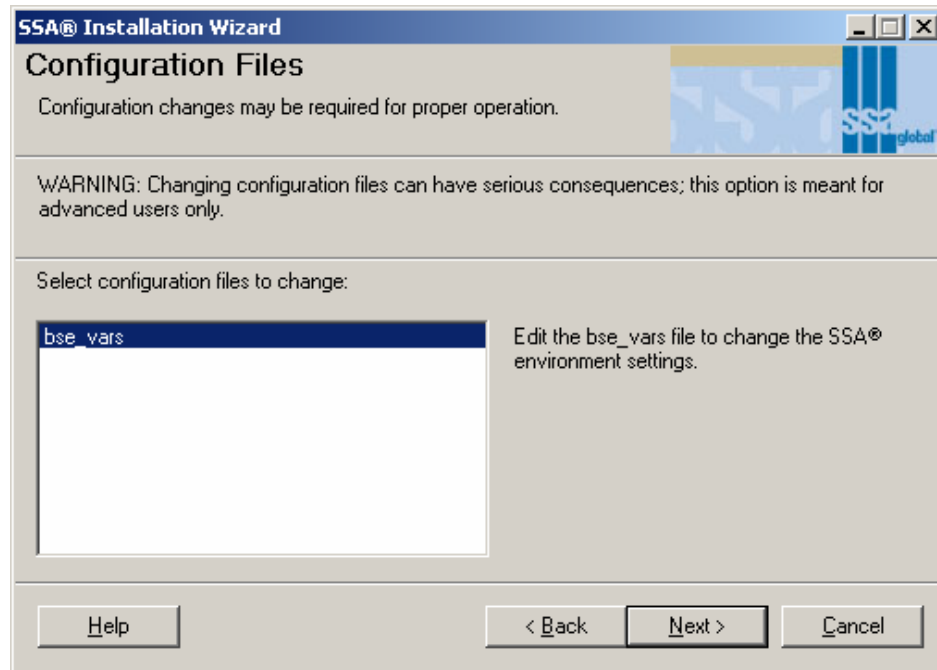 SSA® Installation Wizard
Configuration Files
Configuration changes may be required for proper operation.
SSA
global
WARNING: Changing configuration files can have serious consequences; this option is meant for
advanced users only.
Select configuration files to change:
bse_vars
Edit the bse_vars file to change the SSA®
environment settings.
Help
< Back
Next >
Cancel